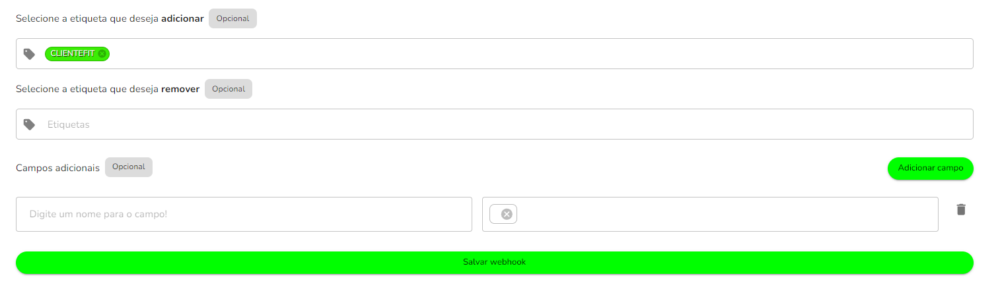 Selecione a etiqueta que deseja adicionar Opcional
CLIENTEFIT
Selecione a etiqueta que deseja remover Opcional
Etiquetas
Campos adicionais Opcional Adicionar campo
Digite um nome para o campo!
Salvar webhook